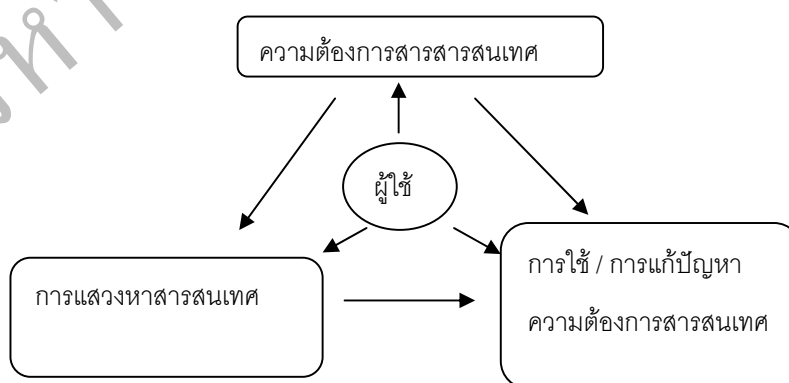 ความต้องการสารสารสนเทศ
ผู้ใช้
การแสวงหาสารสนเทศ
การใช้ / การแก้ปัญหา
ความต้องการสารสนเทศ